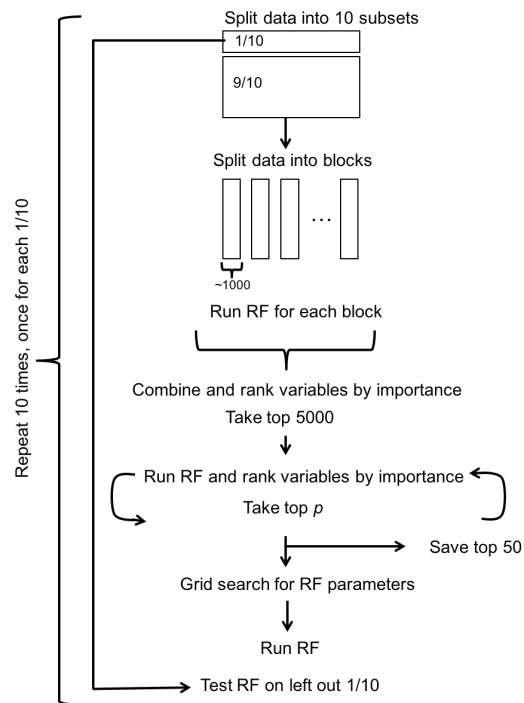 Split data into 10 subsets
1/10
9/10
Split data into blocks
...
~1000
Run RF for each block
Combine and rank variables by importance
Take top 5000
Run RF and rank variables by importance
Take top p
Save top 50
Grid search for RF parameters
Run RF
Test RF on left out 1/10
Repeat 10 times, once for each 1/10